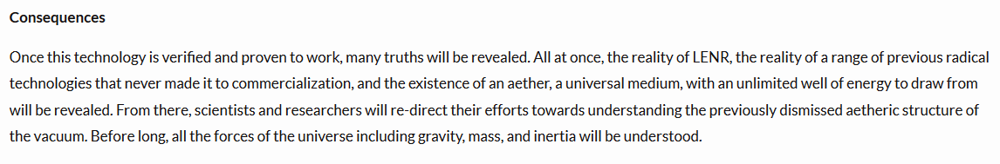 Consequences
Once this technology is verified and proven to work, many truths will be revealed. All at once, the reality of LENR, the reality of a range of previous radical
technologies that never made it to commercialization, and the existence of an aether, a universal medium, with an unlimited well of energy to draw from
will be revealed. From there, scientists and researchers will re-direct their efforts towards understanding the previously dismissed aetheric structure of
the vacuum. Before long, all the forces of the universe including gravity, mass, and inertia will be understood.